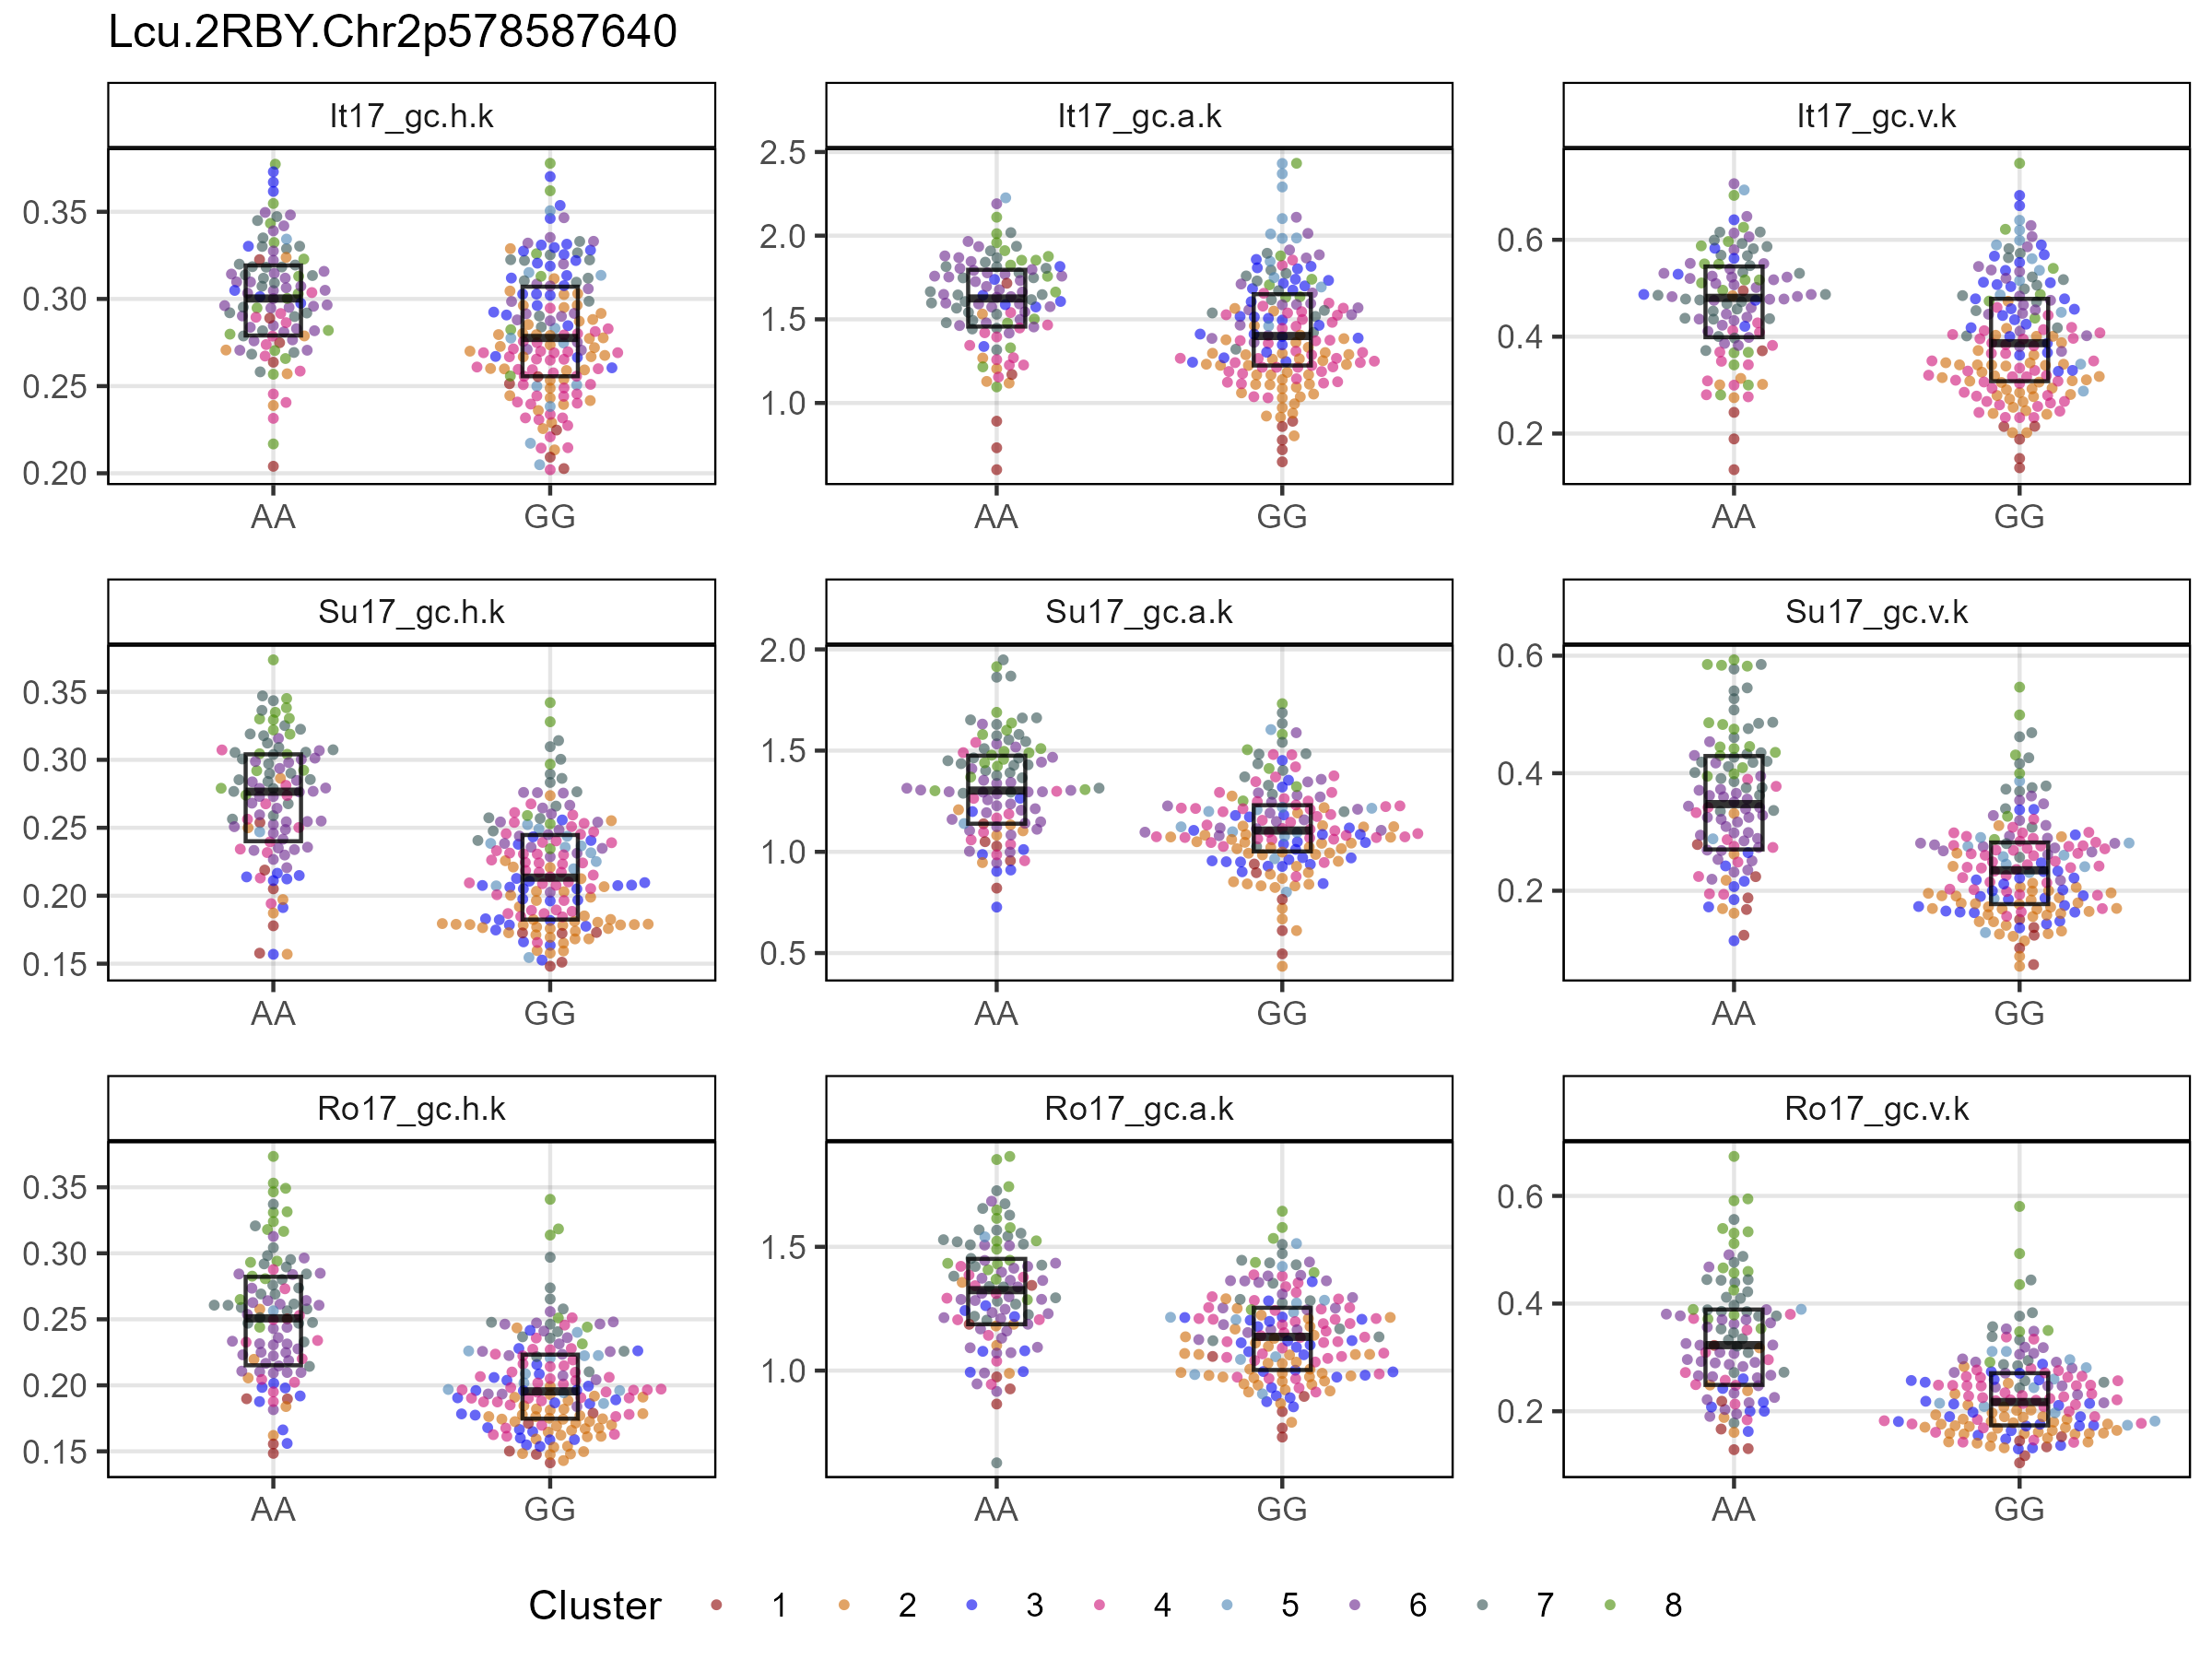 Lcu.2RBY.Chr2p578587640
It17_gc.h.k It17_gc.a.k It17_gc.v.k
0.35 0.30 0.25 0.20
AA GG
2.5 2.0 1.5 1.0
AA GG
0.6 0.4 0.2
AA GG
Su17_gc.h.k Su17_gc.a.k Su17_gc.v.k
0.35 0.30 0.25 0.20 0.15
AA GG
2.0 1.5 1.0 0.5
AA GG
0.6 0.4 0.2
AA GG
Ro17_gc.h.k Ro17_gc.a.k Ro17_gc.v.k
0.35 0.30 0.25 0.20 0.15
AA GG
1.5 1.0
AA GG
0.6 0.4 0.2
AA GG
Cluster 1 2 3 4 5 6 7 8